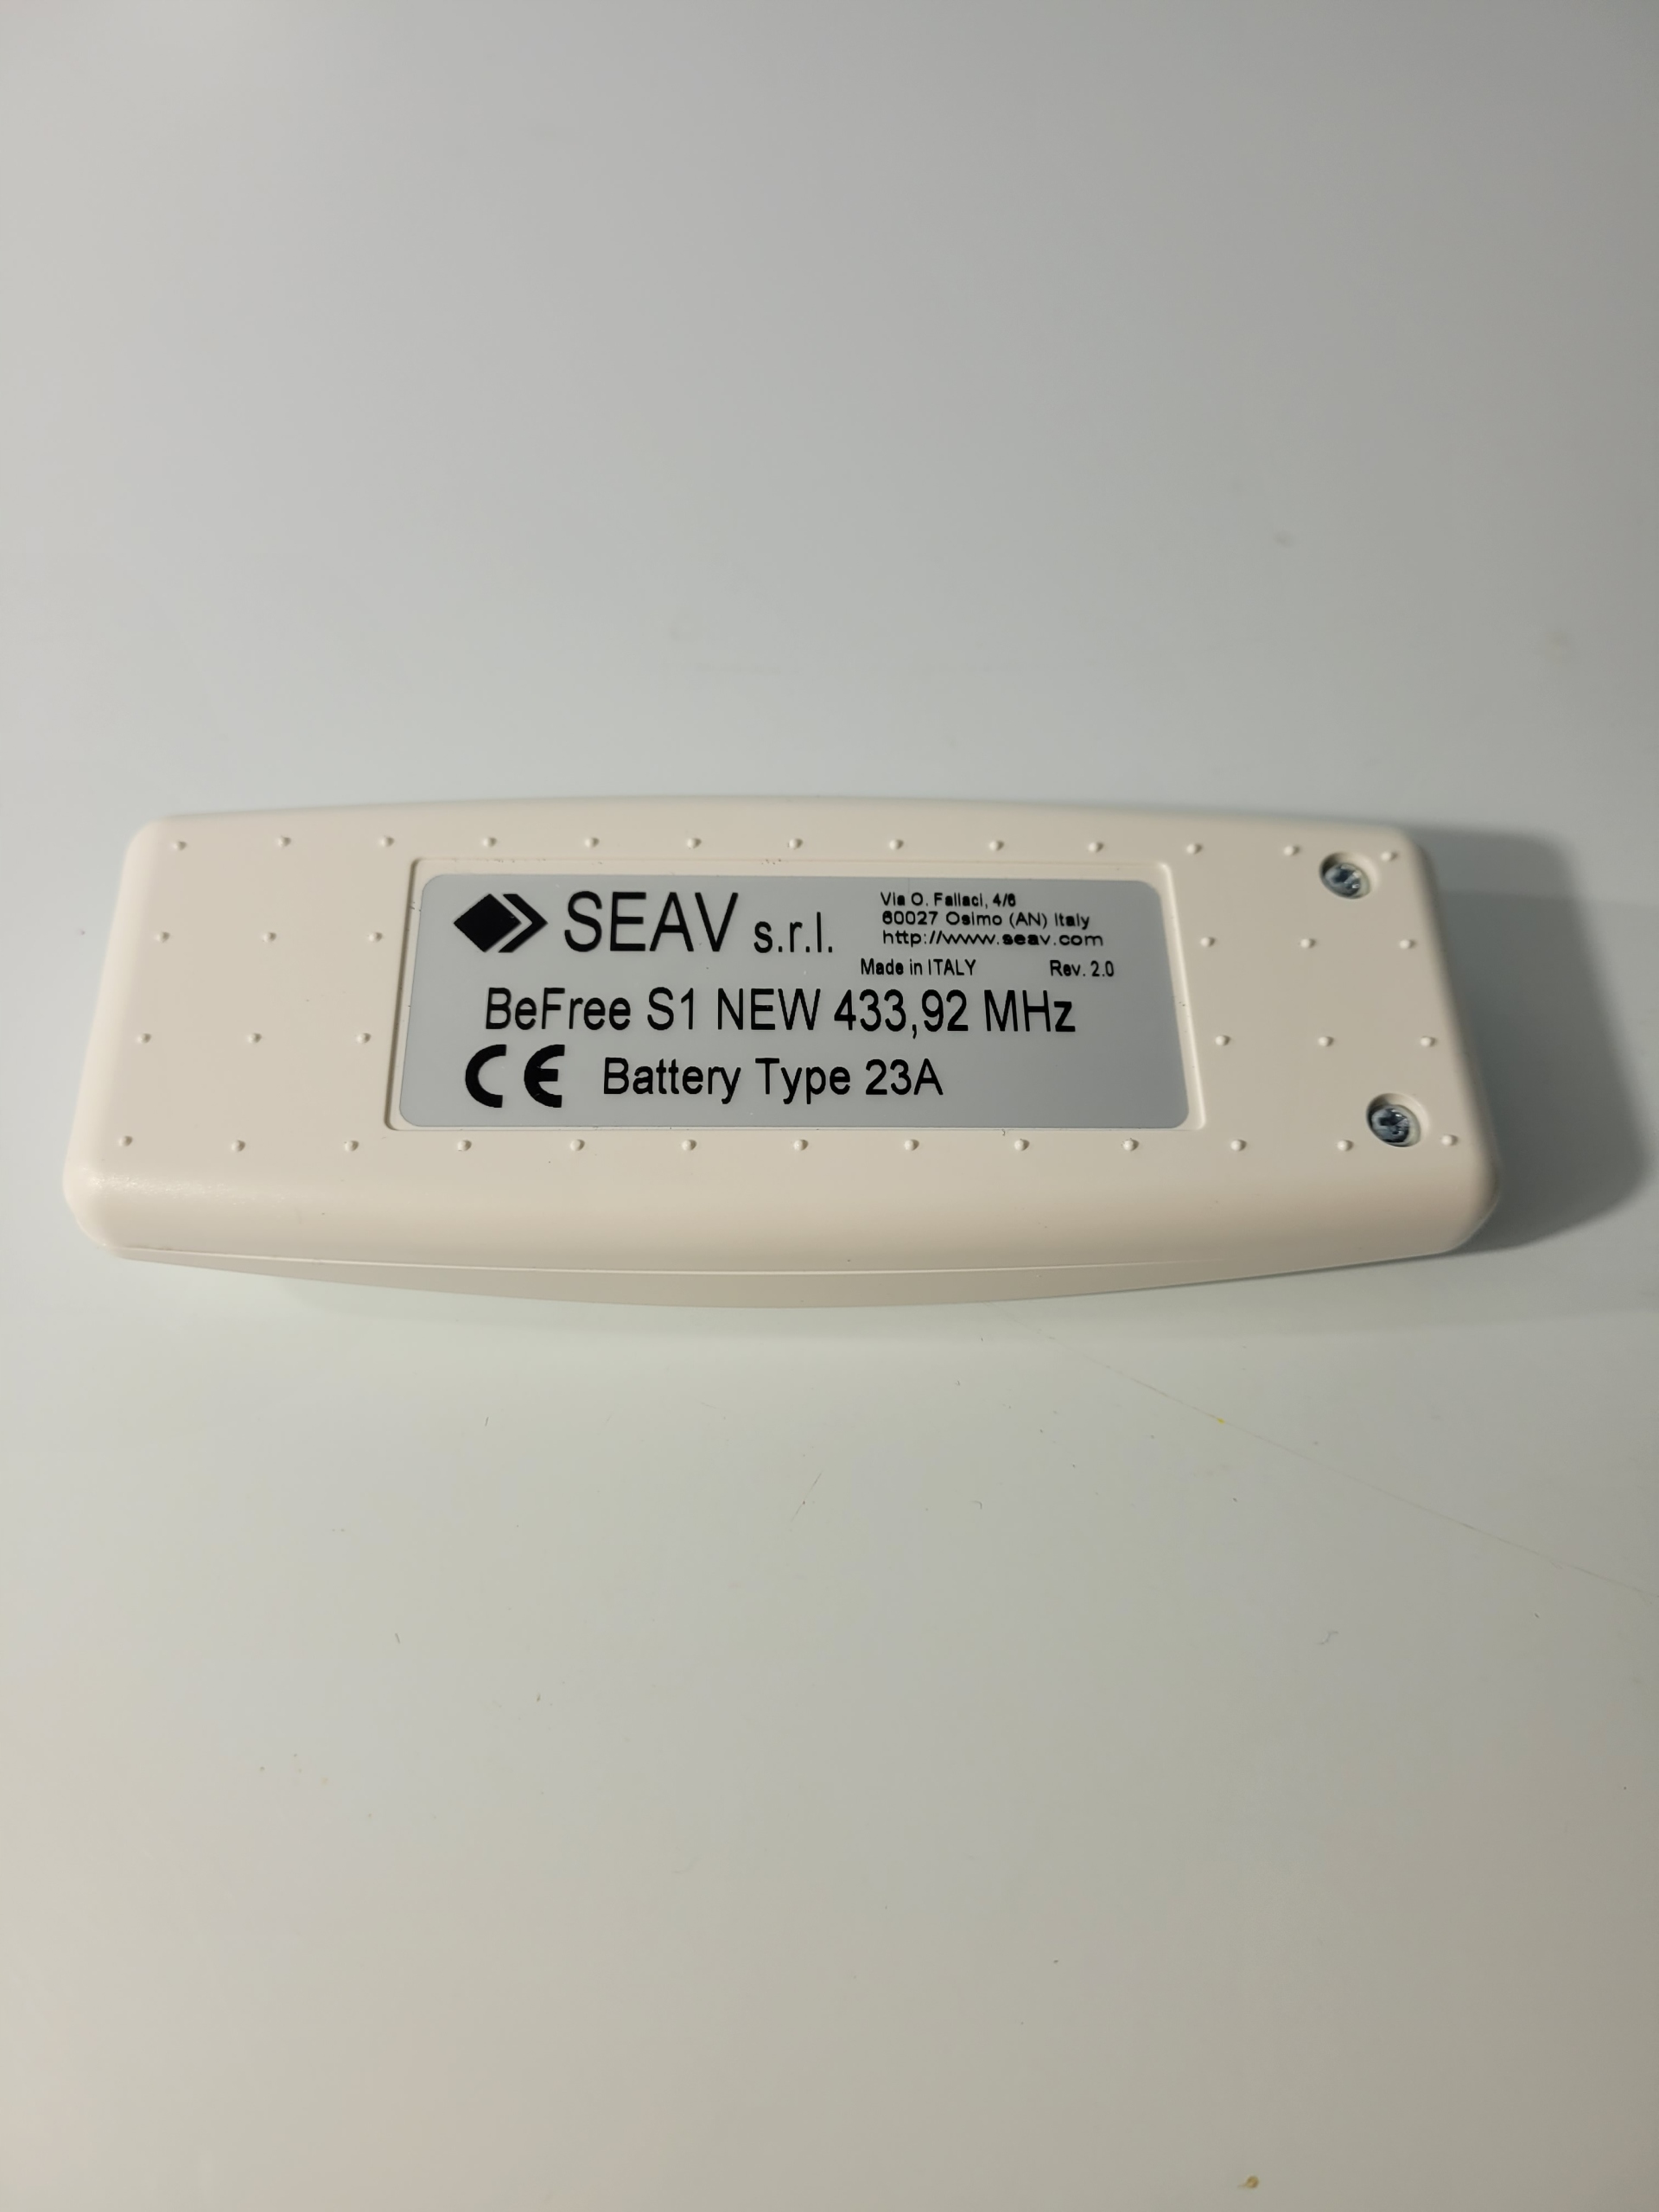 SEAV s.r.l.
Via O. Fallaci, 4/6
60027 Osimo (AN) Italy
http://www.seav.com
Made in ITALY Rev. 2.0
BeFree S1 NEW 433,92 MHz
CE Battery Type 23A